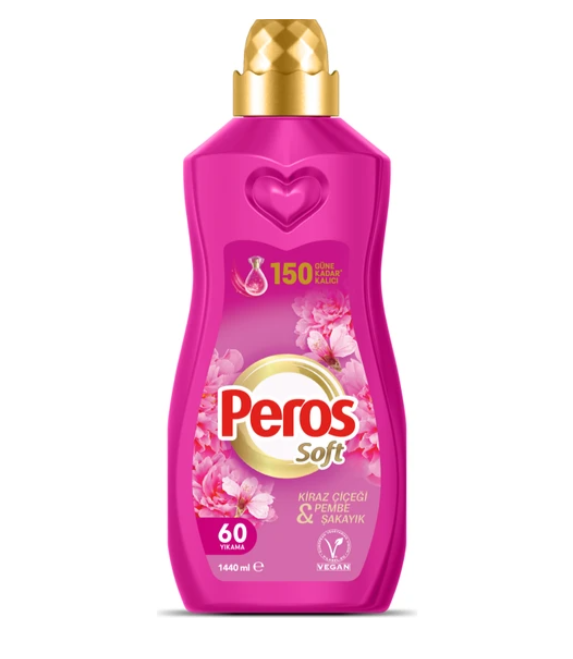 150 GÜNE
KADAR*
KALICI
Peros
Soft
KİRAZ ÇİÇEĞİ
& PEMBE
ŞAKAYIK
60
YIKAMA
1440 ml ℮
VEGAN